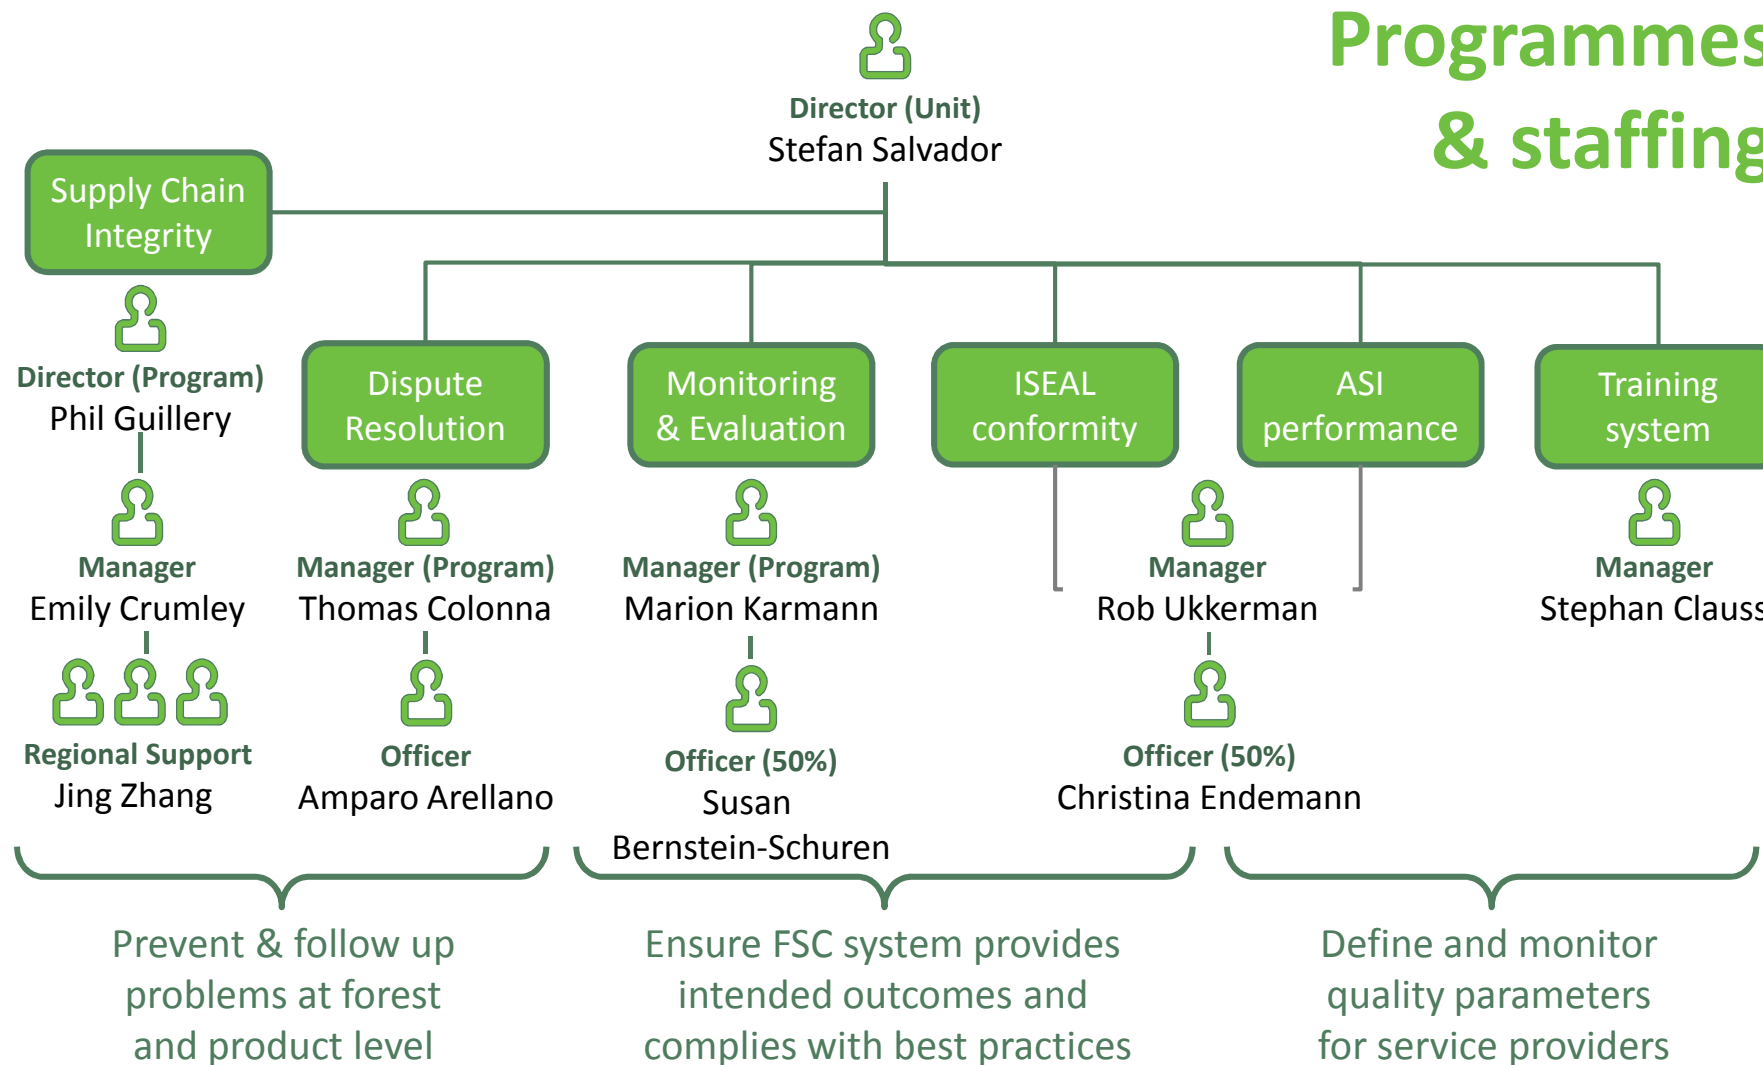 Programmes
& staffing
Director (Unit)
Stefan Salvador
Supply Chain
Integrity
Director (Program)
Phil Guillery
Manager
Emily Crumley
Regional Support
Jing Zhang
Dispute
Resolution
Manager (Program)
Thomas Colonna
Officer
Amparo Arellano
Monitoring
& Evaluation
Manager (Program)
Marion Karmann
Officer (50%)
Susan
Bernstein-Schuren
ISEAL
conformity
ASI
performance
Manager
Rob Ukkerman
Officer (50%)
Christina Endemann
Training
system
Manager
Stephan Clauss
Prevent & follow up
problems at forest
and product level
Ensure FSC system provides
intended outcomes and
complies with best practices
Define and monitor
quality parameters
for service providers